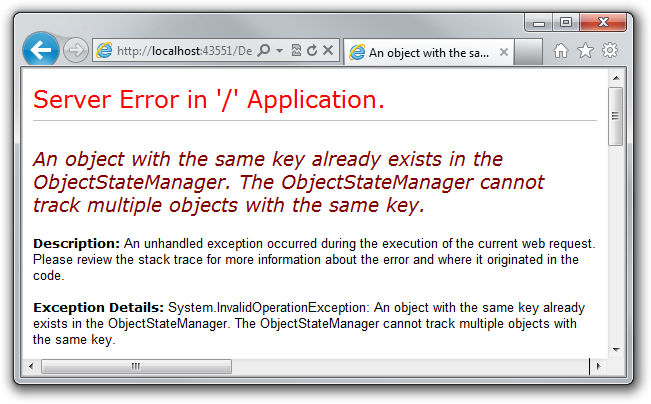 http://localhost:43551/De
An object with the sa...
Server Error in '/' Application.
An object with the same key already exists in the
ObjectStateManager. The ObjectStateManager cannot
track multiple objects with the same key.
Description: An unhandled exception occurred during the execution of the current web request.
Please review the stack trace for more information about the error and where it originated in the
code.
Exception Details: System.InvalidOperationException: An object with the same key already
exists in the ObjectStateManager. The ObjectStateManager cannot track multiple objects with
the same key.